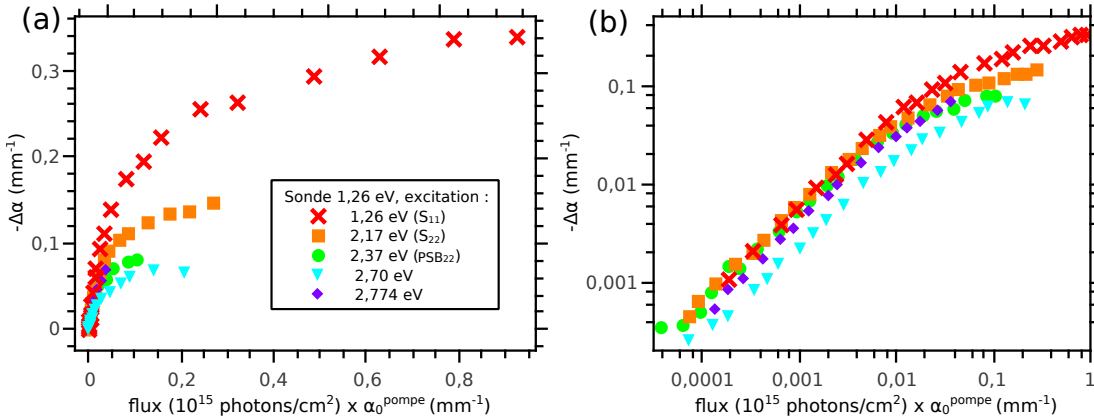 (a)
-Δα (mm⁻¹)
0,3
0,2
0,1
0
0
0,2
0,4
0,6
0,8
flux (10¹⁵ photons/cm²) x α₀ᵖᵒᵐᵖᵉ (mm⁻¹)
Sonde 1,26 eV, excitation :
1,26 eV (S₁₁)
2,17 eV (S₂₂)
2,37 eV (PSB₂₂)
2,70 eV
2,774 eV
(b)
-Δα (mm⁻¹)
0,1
0,01
0,001
0,0001
0,001
0,01
0,1
1
flux (10¹⁵ photons/cm²) x α₀ᵖᵒᵐᵖᵉ (mm⁻¹)